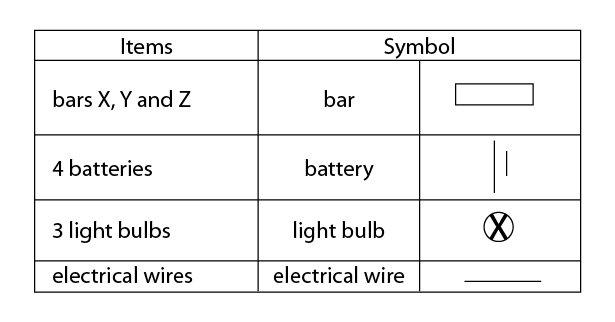 Items Symbol
bars X, Y and Z bar
4 batteries battery
3 light bulbs light bulb
electrical wires electrical wire